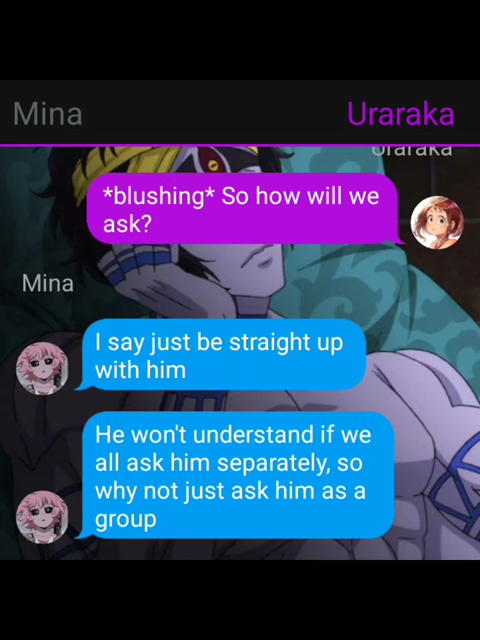 Mina
Uraraka
Uraraka
*blushing* So how will we
ask?
Mina
I say just be straight up
with him
He won't understand if we
all ask him separately, so
why not just ask him as a
group